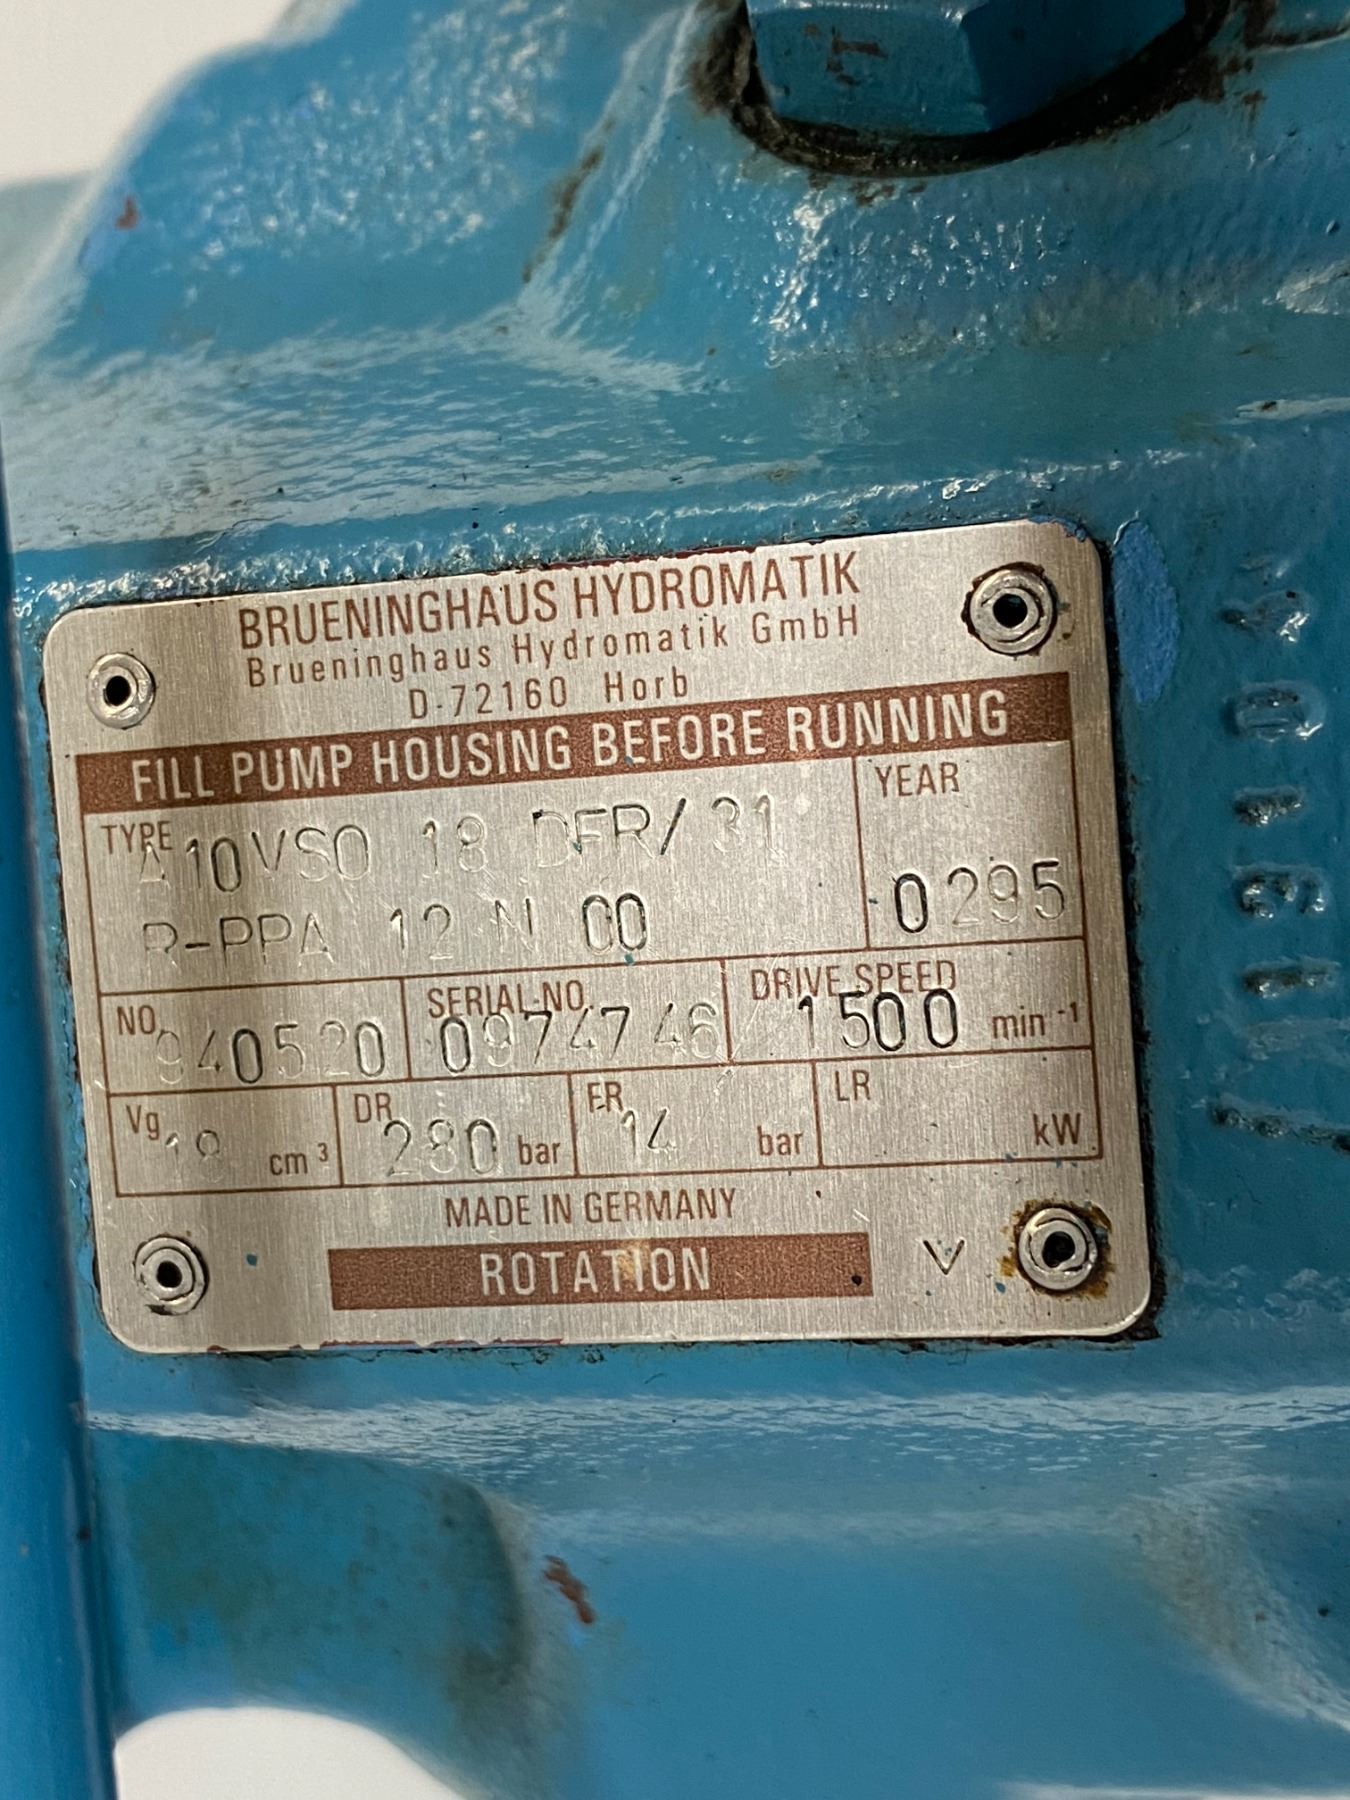 BRUENINGHAUS HYDROMATIK
Brueninghaus Hydromatik GmbH
D-72160 Horb
FILL PUMP HOUSING BEFORE RUNNING
TYPE
A10VSO 18 DFR/31
R-PPA 12 N 00
YEAR
0295
NO.
940520
SERIAL-NO.
0974746
DRIVE SPEED
1500 min-1
Vg
18 cm³
DR
280 bar
ER
14 bar
LR
kW
MADE IN GERMANY
ROTATION
V